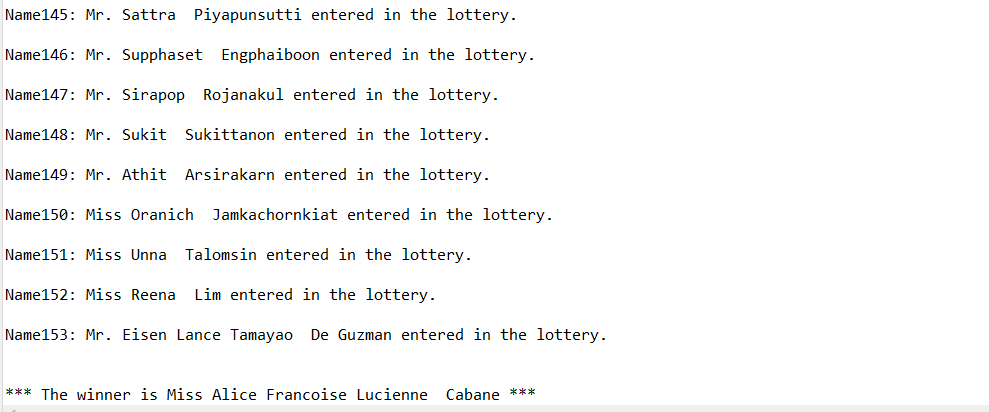 Name145: Mr. Sattra  Piyapunsutti entered in the lottery.
Name146: Mr. Supphaset  Engphaiboon entered in the lottery.
Name147: Mr. Sirapop  Rojanakul entered in the lottery.
Name148: Mr. Sukit  Sukittanon entered in the lottery.
Name149: Mr. Athit  Arsirakarn entered in the lottery.
Name150: Miss Oranich  Jamkachornkiat entered in the lottery.
Name151: Miss Unna  Talomsin entered in the lottery.
Name152: Miss Reena  Lim entered in the lottery.
Name153: Mr. Eisen Lance Tamayao  De Guzman entered in the lottery.
*** The winner is Miss Alice Francoise Lucienne  Cabane ***